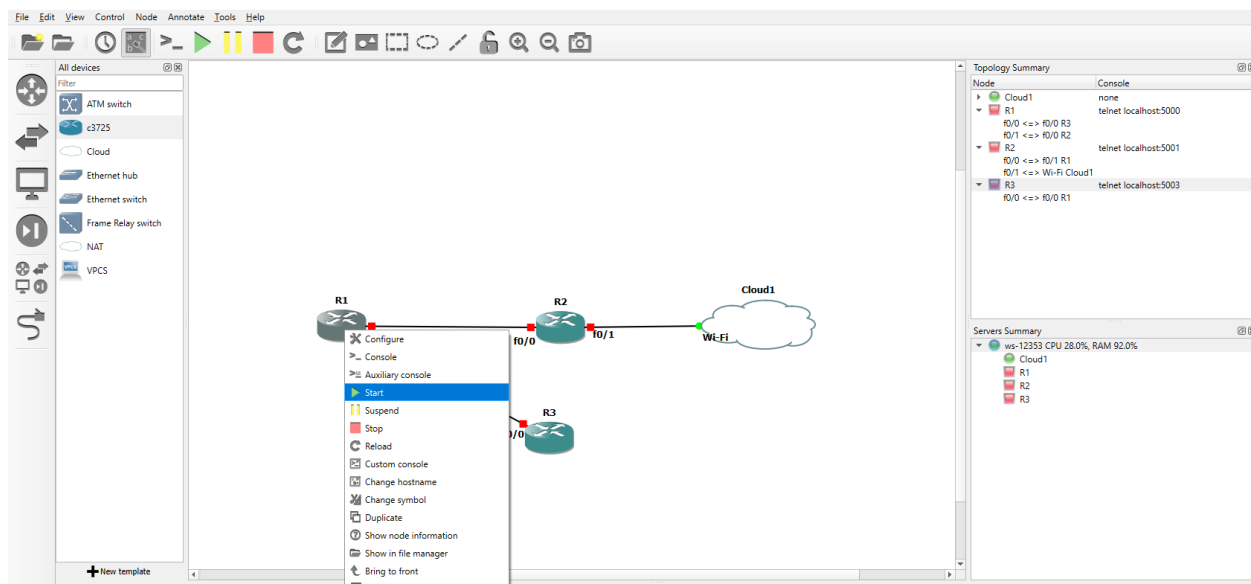 File Edit View Control Node Annotate Tools Help
All devices
Filter
ATM switch
c3725
Cloud
Ethernet hub
Ethernet switch
Frame Relay switch
NAT
VPCS
New template
R1
R2
f0/0
f0/1
Cloud1
Wi-Fi
R3
Configure
Console
Auxiliary console
Start
Suspend
Stop
Reload
Custom console
Change hostname
Change symbol
Duplicate
Show node information
Show in file manager
Bring to front
Topology Summary
Node Console
Cloud1 none
R1 telnet localhost:5000
f0/0 <=> f0/0 R3
f0/1 <=> f0/0 R2
R2 telnet localhost:5001
f0/0 <=> f0/1 R1
f0/1 <=> Wi-Fi Cloud1
R3 telnet localhost:5003
f0/0 <=> f0/0 R1
Servers Summary
ws-12353 CPU 28.0%, RAM 92.0%
Cloud1
R1
R2
R3